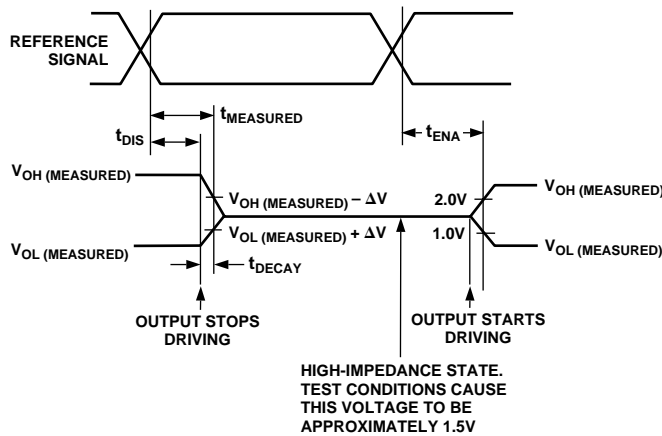 REFERENCE
SIGNAL
tMEASURED
tDIS
tENA
VOH (MEASURED)
VOH (MEASURED) – ΔV
2.0V
VOH (MEASURED)
VOL (MEASURED)
VOL (MEASURED) + ΔV
1.0V
VOL (MEASURED)
tDECAY
OUTPUT STOPS
DRIVING
OUTPUT STARTS
DRIVING
HIGH-IMPEDANCE STATE.
TEST CONDITIONS CAUSE
THIS VOLTAGE TO BE
APPROXIMATELY 1.5V